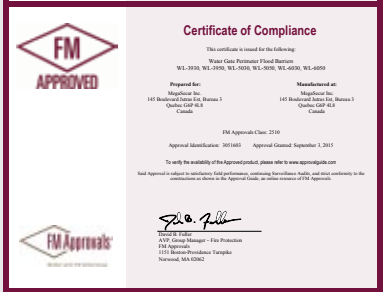 FM
APPROVED
Certificate of Compliance
This certificate is issued for the following:
Water Gate Perimeter Flood Barriers
WL-3930, WL-3950, WL-5030, WL-5050, WL-6030, WL-6050
Prepared for:
MegaSecur Inc.
145 Boulevard Jutras Est, Bureau 3
Quebec G6P 4L8
Canada
Manufactured at:
MegaSecur Inc.
145 Boulevard Jutras Est, Bureau 3
Quebec G6P 4L8
Canada
FM Approvals Class: 2510
Approval Identification: 3051603 Approval Granted: September 3, 2015
To verify the availability of the Approved product, please refer to www.approvalguide.com
Said Approval is subject to satisfactory field performance, continuing Surveillance Audits, and strict conformity to the
constructions as shown in the Approval Guide, an online resource of FM Approvals.
David B. Fuller
AVP, Group Manager – Fire Protection
FM Approvals
1151 Boston-Providence Turnpike
Norwood, MA 02062
FM Approvals